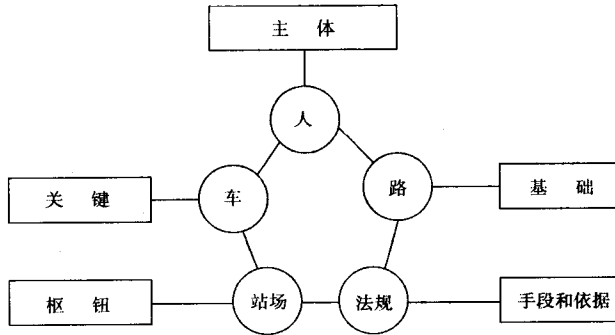 主 体
人
车
路
关 键
基 础
站场
法规
枢 钮
手段和依据